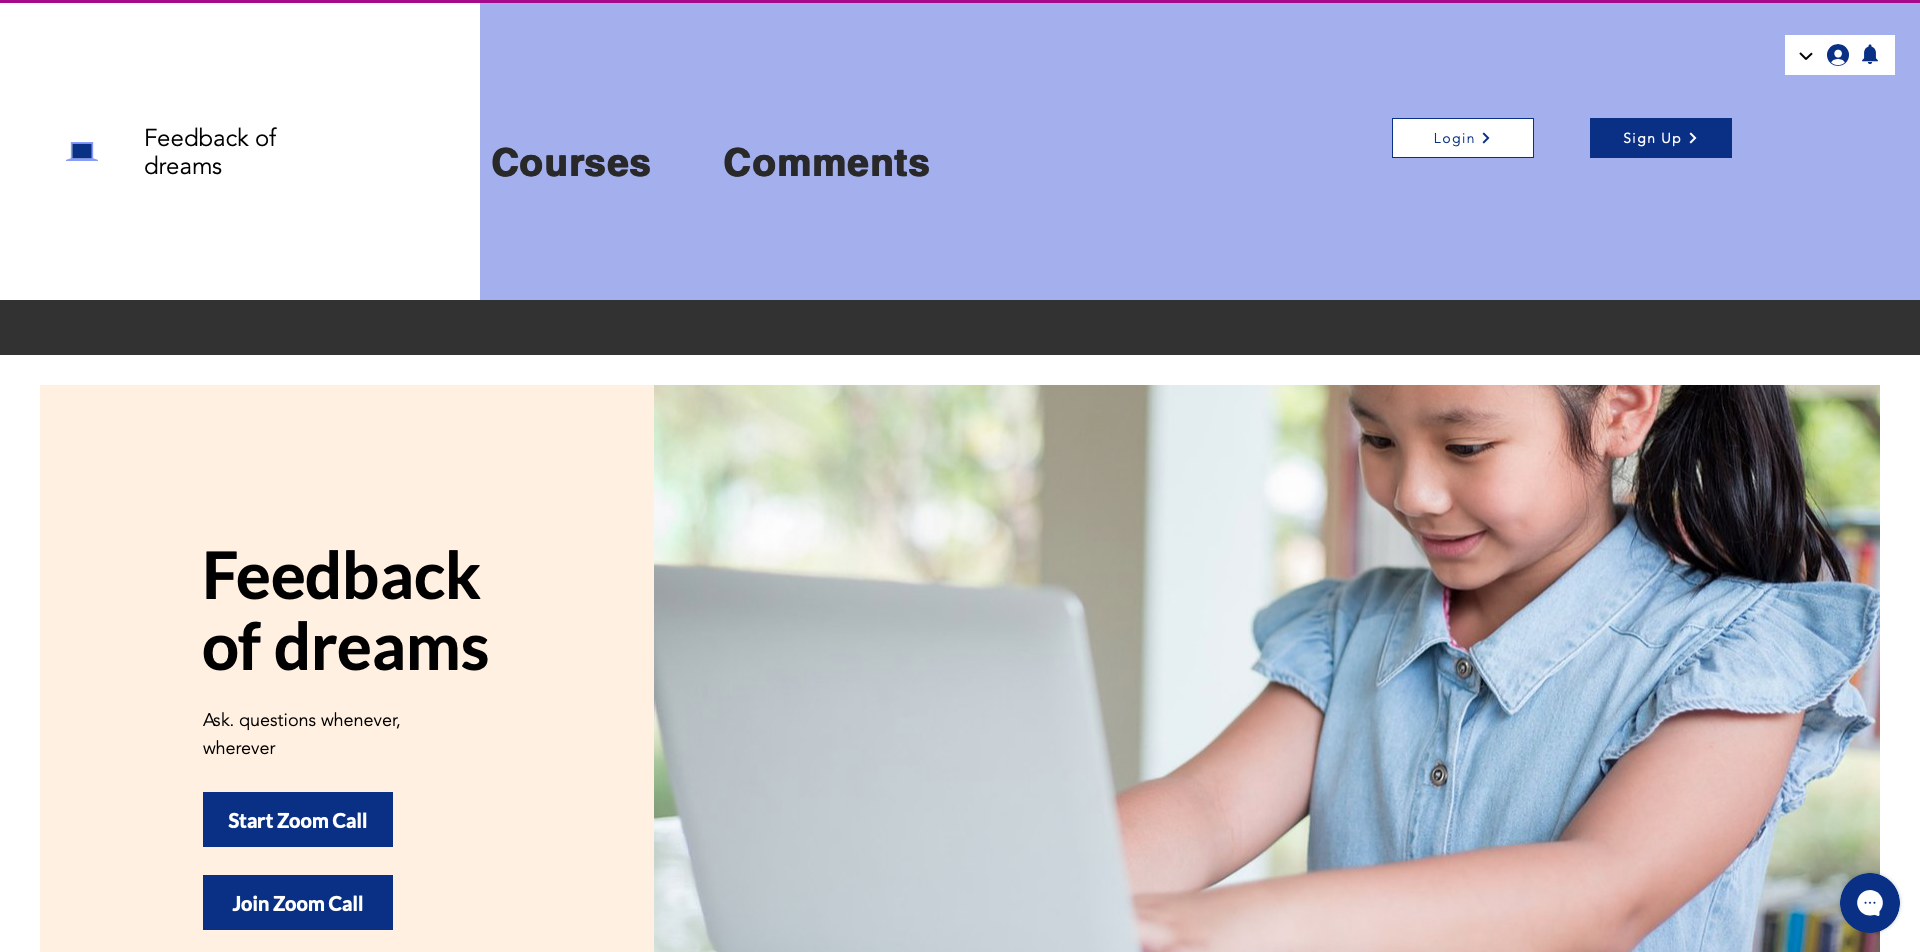 Feedback of
dreams
Courses
Comments
Login
Sign Up
Feedback
of dreams
Ask. questions whenever,
wherever
Start Zoom Call
Join Zoom Call